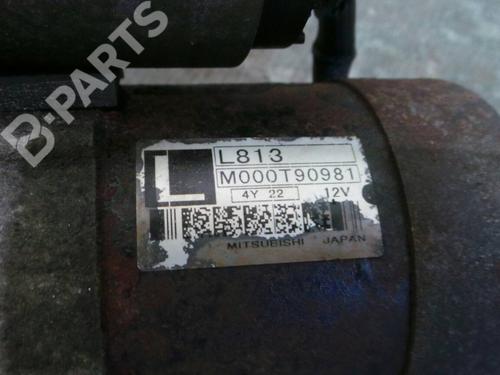 B-PARTS
L L813
M000T90981
4Y 22 12V
MITSUBISHI JAPAN